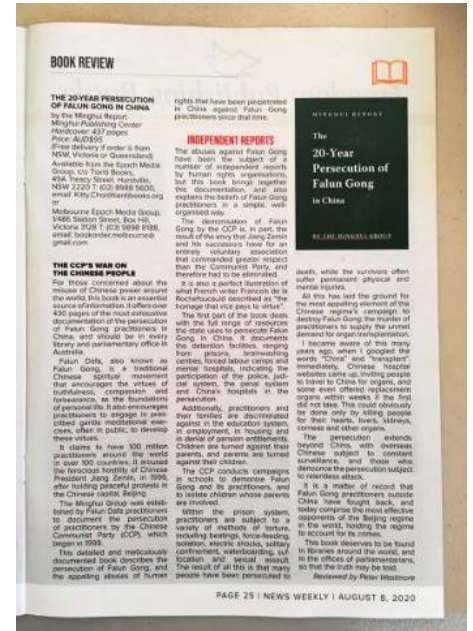 BOOK REVIEW
THE 20-YEAR PERSECUTION
OF FALUN GONG IN CHINA
by the Minghui Report
Minghui Publishing Center
Hardcover: 437 pages
Price: AUD$95
(Free delivery if order is from
NSW, Victoria or Queensland)
Available from the Epoch Media
Group, c/o Tianti Books,
49A Treacy Street, Hurstville,
NSW 2220 T: (02) 8988 5600,
email:
or
Melbourne Epoch Media Group,
Station Street, Box Hill,
Victoria 3128 T: (03) 9898 8188.
email: bookorder.melbourne@
gmail.com
THE CCP'S WAR ON
THE CHINESE PEOPLE
For those concerned about the
misuse of Chinese power around
the world, this book is an essential
source of information. It offers over
430 pages of the most exhaustive
documentation of the persecution
of Falun Gong practitioners in
China, and should be in every
library and parliamentary office in
Australia.
Falun Dafa, also known as
Falun Gong, is a traditional
Chinese spiritual movement
that encourages the virtues of
truthfulness, compassion and
forbearance, as the foundations
of personal life. It also encourages
practitioners to engage in pre-
scribed gentle meditational exer-
cises, often in public, to develop
these virtues.
It claims to have 100 million
practitioners around the world
in over 100 countries. It aroused
the ferocious hostility of Chinese
President Jiang Zemin, in 1999,
after holding peaceful protests in
the Chinese capital, Beijing.
The Minghui Group was estab-
lished by Falun Dafa practitioners
to document the persecution
of practitioners by the Chinese
Communist Party (CCP), which
began in 1999.
This detailed and meticulously
documented book describes the
persecution of Falun Gong, and
the appalling abuses of human
rights that have been perpetrated
in China against Falun Gong
practitioners since that time.
INDEPENDENT REPORTS
The abuses against Falun Gong
have been the subject of a
number of independent reports
by human rights organisations,
but this book brings together
this documentation, and also
explains the beliefs of Falun Gong
practitioners in a simple, well-
organised way.
The demonisation of Falun
Gong by the CCP is, in part, the
result of the envy that Jiang Zemin
and his successors have for an
entirely voluntary association
that commanded greater respect
than the Communist Party, and
therefore had to be eliminated.
It is also a perfect illustration of
what French writer Francois de la
Rochefoucauld described as "the
homage that vice pays to virtue".
The first part of the book deals
with the full range of resources
the state uses to persecute Falun
Gong in China. It documents
the detention facilities, ranging
from prisons, brainwashing
centres, forced labour camps and
mental hospitals, indicating the
participation of the police, judi-
cial system, the penal system
and China's hospitals in the
persecution.
Additionally, practitioners and
their families are discriminated
against in the education system,
in employment, in housing and
in denial of pension entitlements.
Children are turned against their
parents, and parents are turned
against their children.
The CCP conducts campaigns
in schools to demonise Falun
Gong and its practitioners, and
to isolate children whose parents
are involved.
Within the prison system,
practitioners are subject to a
variety of methods of torture,
including beatings, force-feeding,
isolation, electric shocks, solitary
confinement, waterboarding, suf-
focation and sexual assault.
The result of all this is that many
people have been persecuted to
MINGHUI REPORT
The
20-Year
Persecution of
Falun Gong
in China
BY THE MINGHUI GROUP
death, while the survivors often
suffer permanent physical and
mental injuries.
All this has laid the ground for
the most appalling element of the
Chinese regime's campaign to
destroy Falun Gong: the murder of
practitioners to supply the unmet
demand for organ transplantation.
I became aware of this many
years ago, when I googled the
words "China" and "transplant".
Immediately, Chinese hospital
websites came up, inviting people
to travel to China for organs, and
some even offered replacement
organs within weeks if the first
did not take. This could obviously
be done only by killing people
for their hearts, livers, kidneys,
corneas and other organs.
The persecution extends
beyond China, with overseas
Chinese subject to constant
surveillance, and those who
denounce the persecution subject
to relentless attack.
It is a matter of record that
Falun Gong practitioners outside
China have fought back, and
today comprise the most effective
opponents of the Beijing regime
in the world, holding the regime
to account for its crimes.
This book deserves to be found
in libraries around the world, and
in the offices of parliamentarians,
so that the truth may be told.
Reviewed by Peter Westmore
PAGE 25 | NEWS WEEKLY | AUGUST 8, 2020